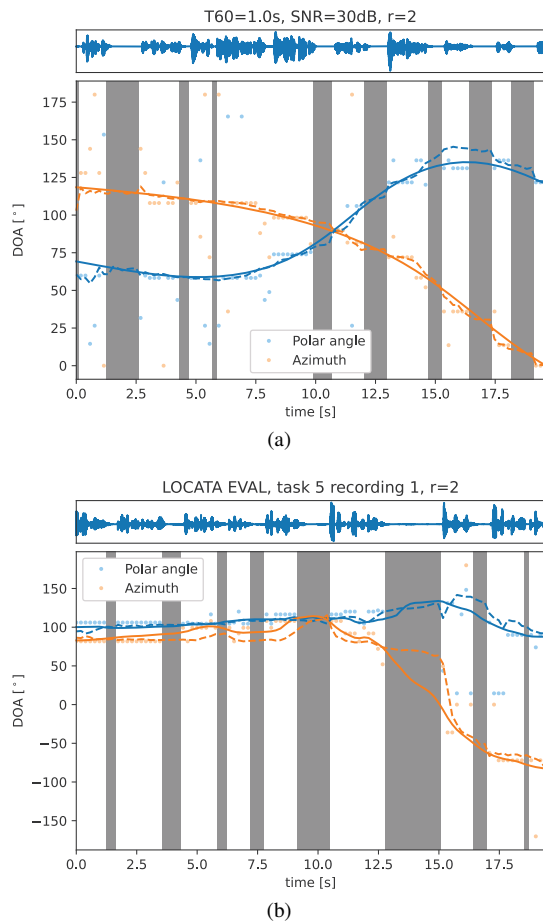 T60=1.0s, SNR=30dB, r=2
175
150
125
100
75
50
25
0
DOA [ ° ]
Polar angle
Azimuth
0.0 2.5 5.0 7.5 10.0 12.5 15.0 17.5
time [s]
(a)
LOCATA EVAL, task 5 recording 1, r=2
Polar angle
Azimuth
150
100
50
0
−50
−100
−150
DOA [ ° ]
0.0 2.5 5.0 7.5 10.0 12.5 15.0 17.5
time [s]
(b)